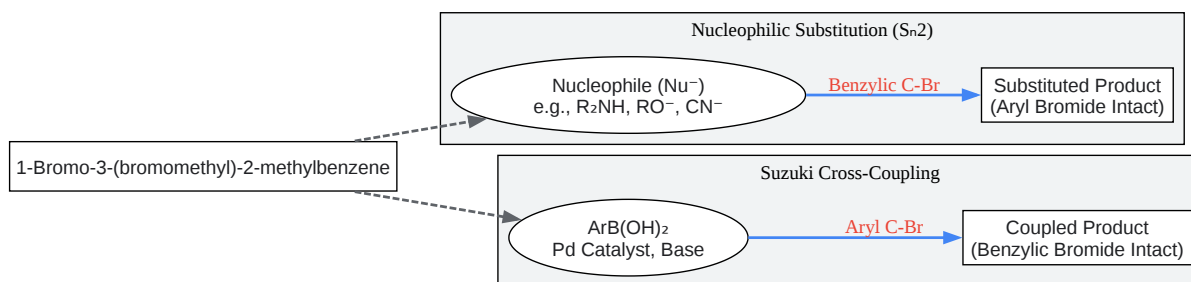 Nucleophilic Substitution (Sₙ2)
Nucleophile (Nu⁻)
e.g., R₂NH, RO⁻, CN⁻
Benzylic C-Br
Substituted Product
(Aryl Bromide Intact)
1-Bromo-3-(bromomethyl)-2-methylbenzene
Suzuki Cross-Coupling
ArB(OH)₂
Pd Catalyst, Base
Aryl C-Br
Coupled Product
(Benzylic Bromide Intact)